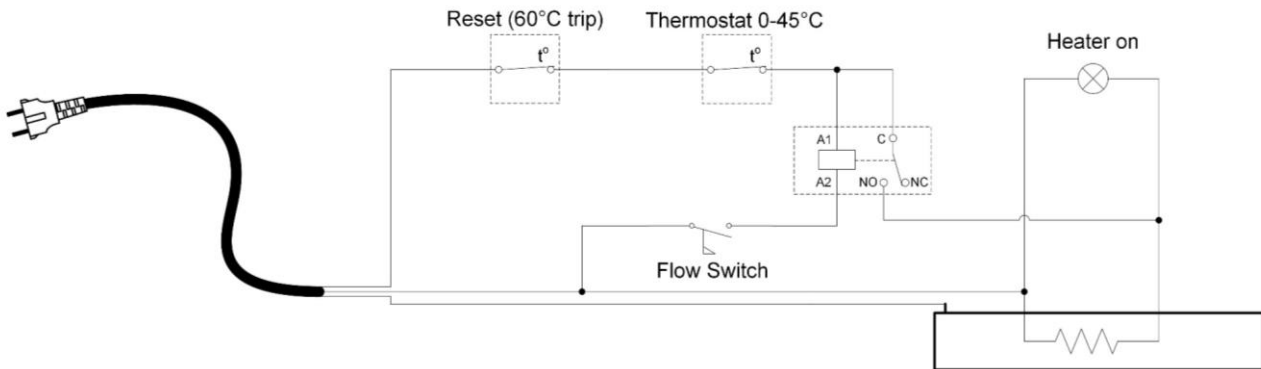 Reset (60°C trip)
Thermostat 0-45°C
Heater on
t°
t°
A1
C
A2
NO
NC
Flow Switch